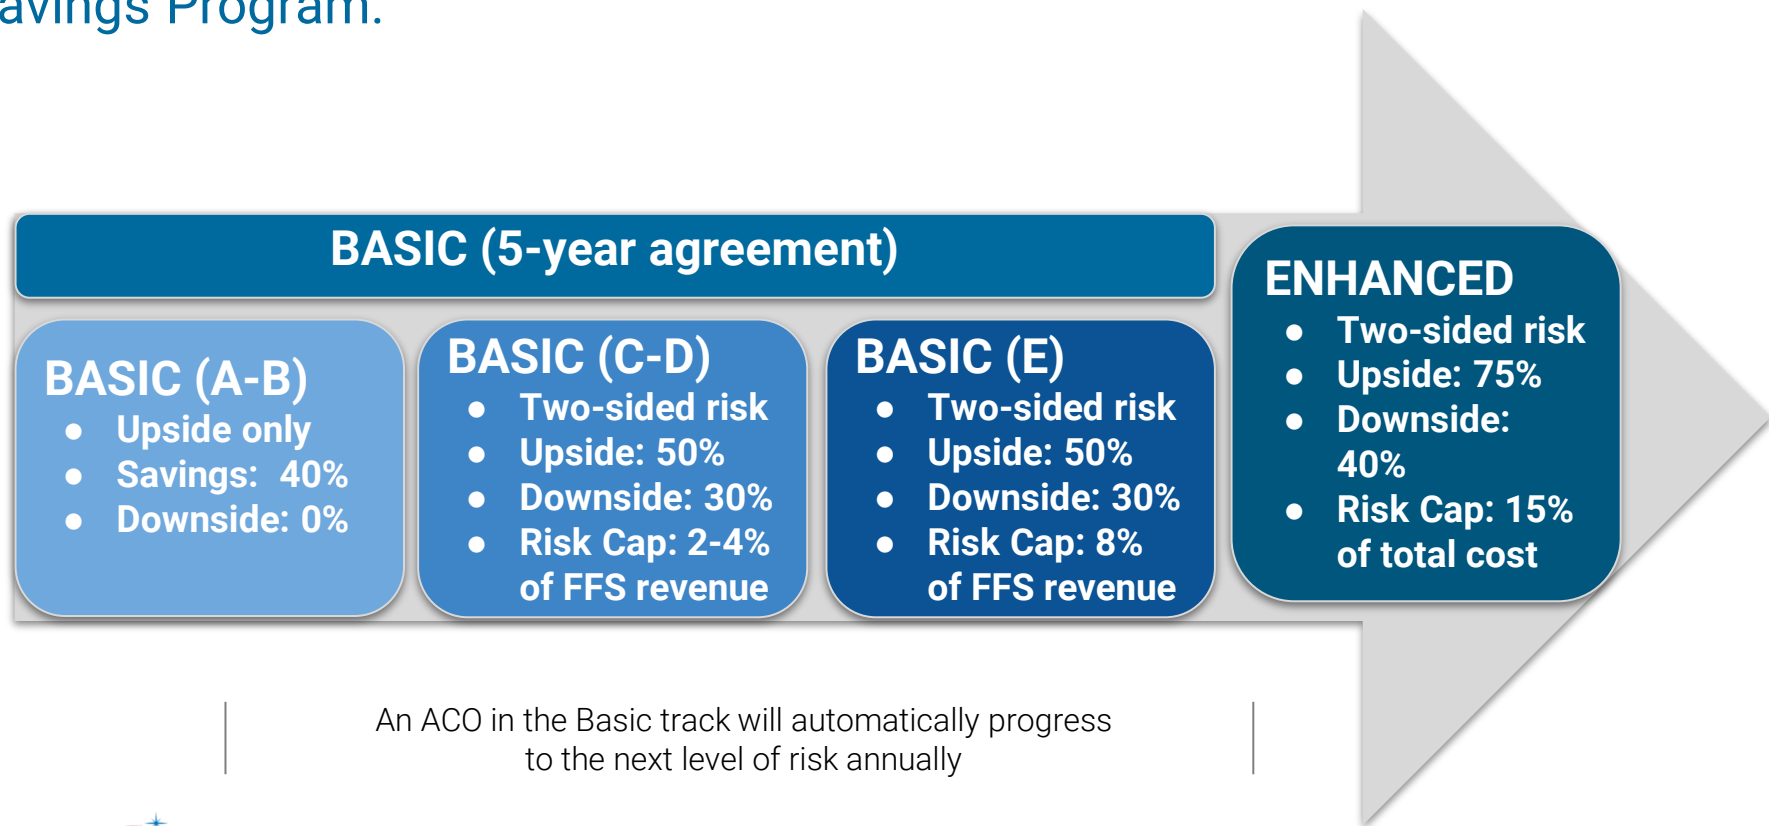 avings Program.
BASIC (5-year agreement)
BASIC (A-B)
● Upside only
● Savings: 40%
● Downside: 0%
BASIC (C-D)
● Two-sided risk
● Upside: 50%
● Downside: 30%
● Risk Cap: 2-4%
of FFS revenue
BASIC (E)
● Two-sided risk
● Upside: 50%
● Downside: 30%
● Risk Cap: 8%
of FFS revenue
ENHANCED
● Two-sided risk
● Upside: 75%
● Downside:
40%
● Risk Cap: 15%
of total cost
An ACO in the Basic track will automatically progress
to the next level of risk annually